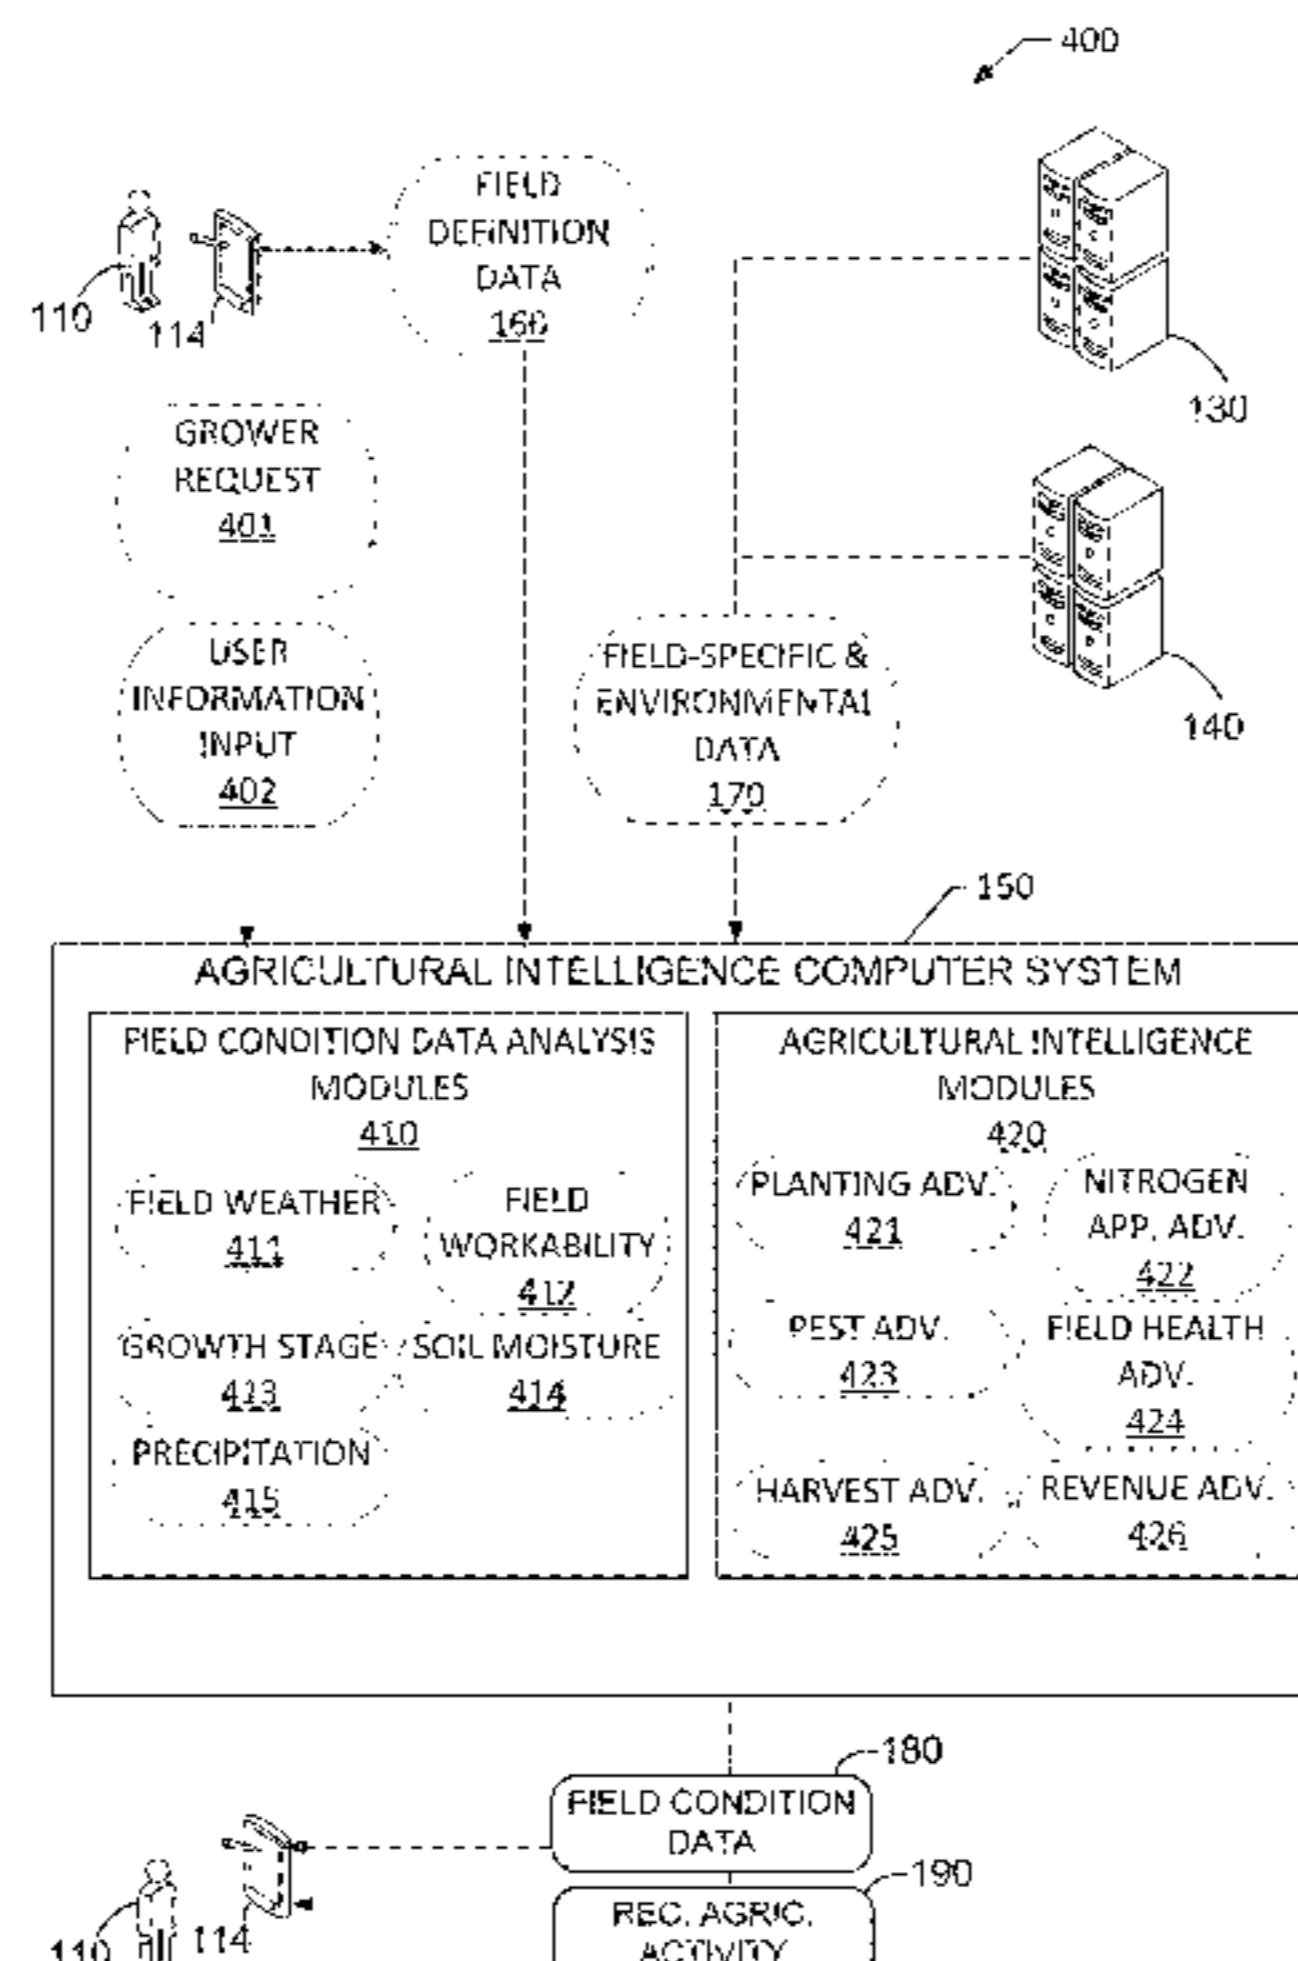 400
FIELD
DEFINITION
DATA
160
110
114
130
GROWER
REQUEST
401
USER
INFORMATION
INPUT
402
FIELD-SPECIFIC &
ENVIRONMENTAL
DATA
170
140
150
AGRICULTURAL INTELLIGENCE COMPUTER SYSTEM
FIELD CONDITION DATA ANALYSIS
MODULES
410
FIELD WEATHER
411
FIELD
WORKABILITY
412
GROWTH STAGE
413
SOIL MOISTURE
414
PRECIPITATION
415
AGRICULTURAL INTELLIGENCE
MODULES
420
PLANTING ADV.
421
NITROGEN
APP. ADV.
422
PEST ADV.
423
FIELD HEALTH
ADV.
424
HARVEST ADV.
425
REVENUE ADV.
426
180
FIELD CONDITION
DATA
190
REC. AGRIC.
ACTIVITY
114
110